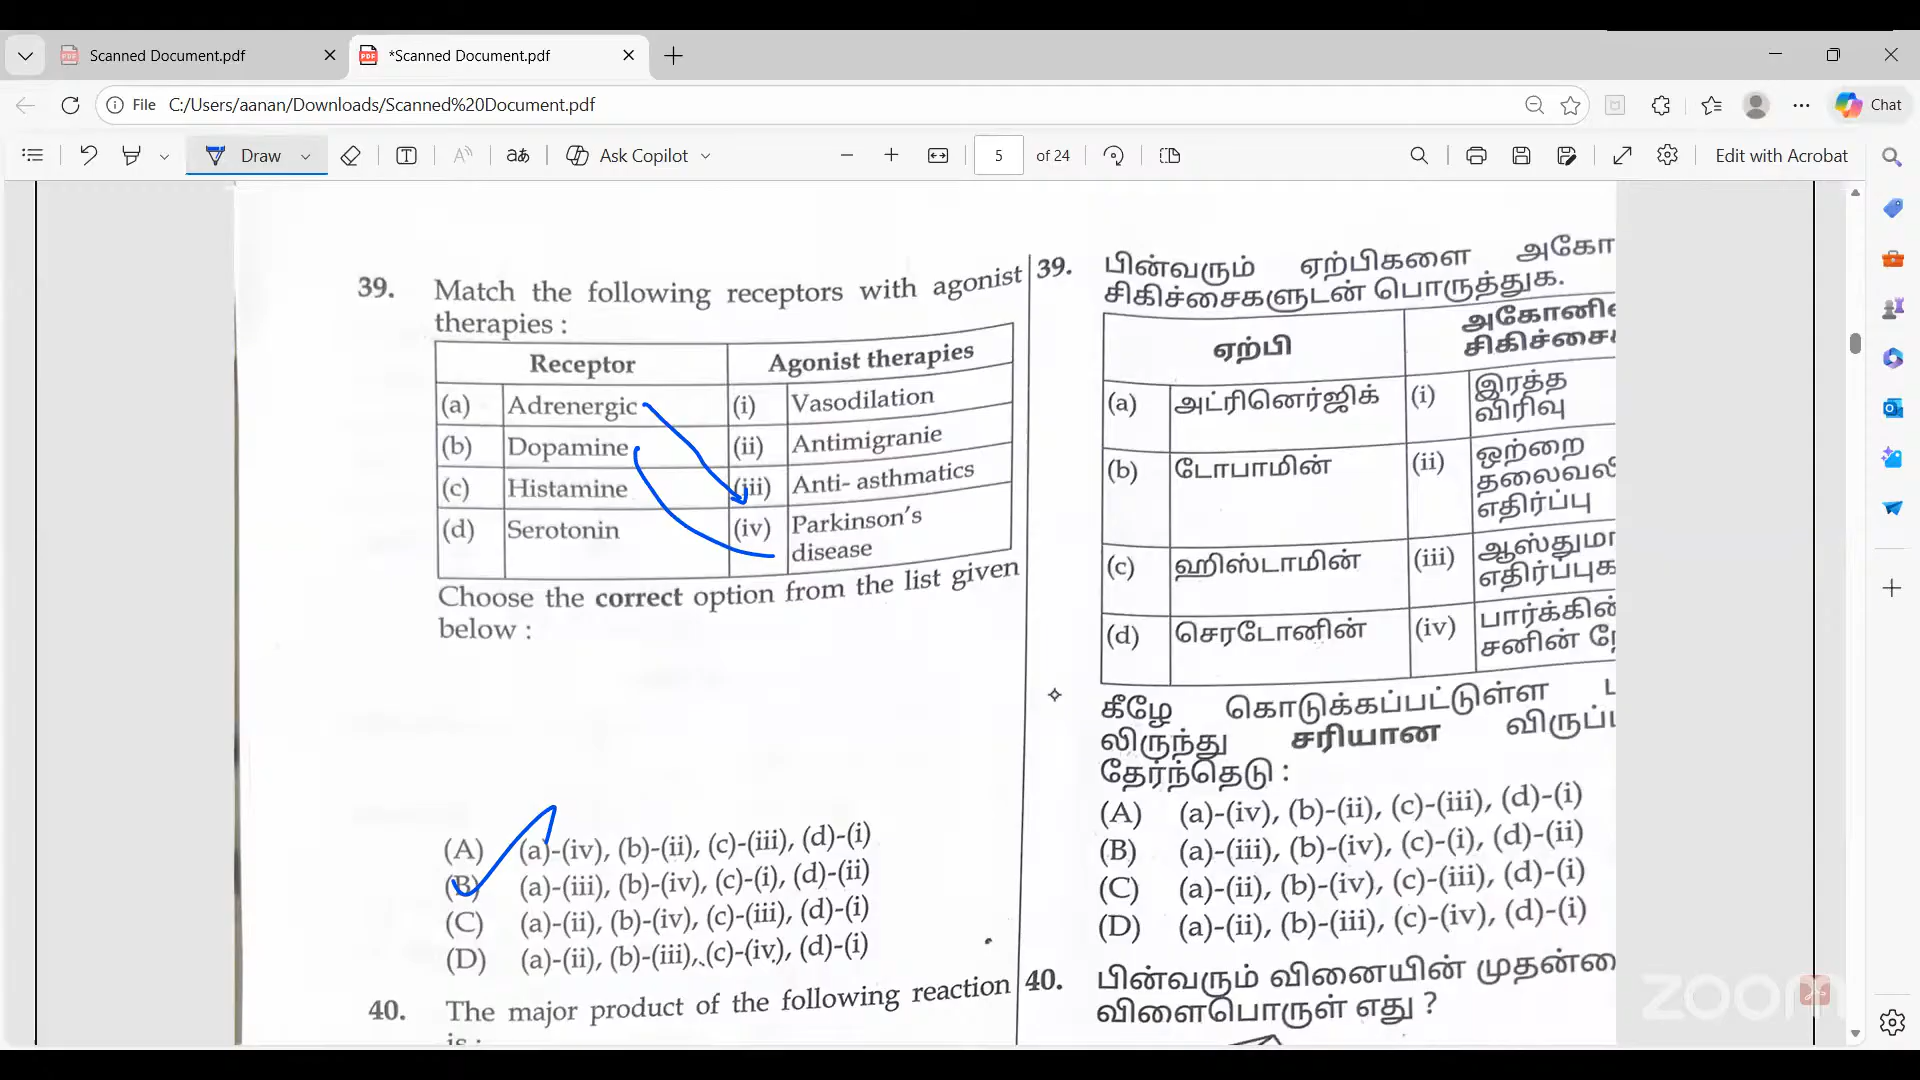 Scanned Document.pdf
*Scanned Document.pdf
File C:/Users/aanan/Downloads/Scanned%20Document.pdf
Chat
Draw
Ask Copilot
5 of 24
Edit with Acrobat
39. Match the following receptors with agonist
therapies :
Receptor Agonist therapies
(a) Adrenergic (i) Vasodilation
(b) Dopamine (ii) Antimigranie
(c) Histamine (iii) Anti- asthmatics
(d) Serotonin (iv) Parkinson's
disease
Choose the correct option from the list given
below :
(A) (a)-(iv), (b)-(ii), (c)-(iii), (d)-(i)
(B) (a)-(iii), (b)-(iv), (c)-(i), (d)-(ii)
(C) (a)-(ii), (b)-(iv), (c)-(iii), (d)-(i)
(D) (a)-(ii), (b)-(iii), (c)-(iv), (d)-(i)
40. The major product of the following reaction
is :
39. பின்வரும் ஏற்பிகளை
சிகிச்சைகளுடன் பொருத்துக.
ஏற்பி
(a) அட்ரினெர்ஜிக் (i) இரத்த
விரிவு
(b) டோபாமின் (ii) ஒற்றை
எதிர்ப்பு
(c) ஹிஸ்டாமின் (iii)
(d) செரடோனின் (iv)
கீழே கொடுக்கப்பட்டுள்ள
லிருந்து சரியான
தேர்ந்தெடு :
(A) (a)-(iv), (b)-(ii), (c)-(iii), (d)-(i)
(B) (a)-(iii), (b)-(iv), (c)-(i), (d)-(ii)
(C) (a)-(ii), (b)-(iv), (c)-(iii), (d)-(i)
(D) (a)-(ii), (b)-(iii), (c)-(iv), (d)-(i)
40. பின்வரும் வினையின்
விளைபொருள் எது ?
zoom